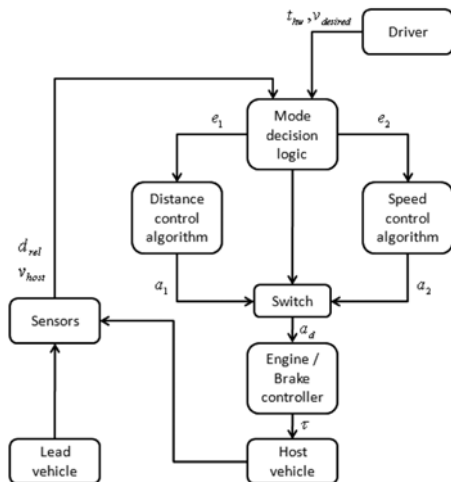 t_hw, v_desired
Driver
Mode
decision
logic
e_1
e_2
Distance
control
algorithm
Speed
control
algorithm
d_rel
v_host
a_1
a_2
Switch
Sensors
a_d
Engine /
Brake
controller
τ
Lead
vehicle
Host
vehicle